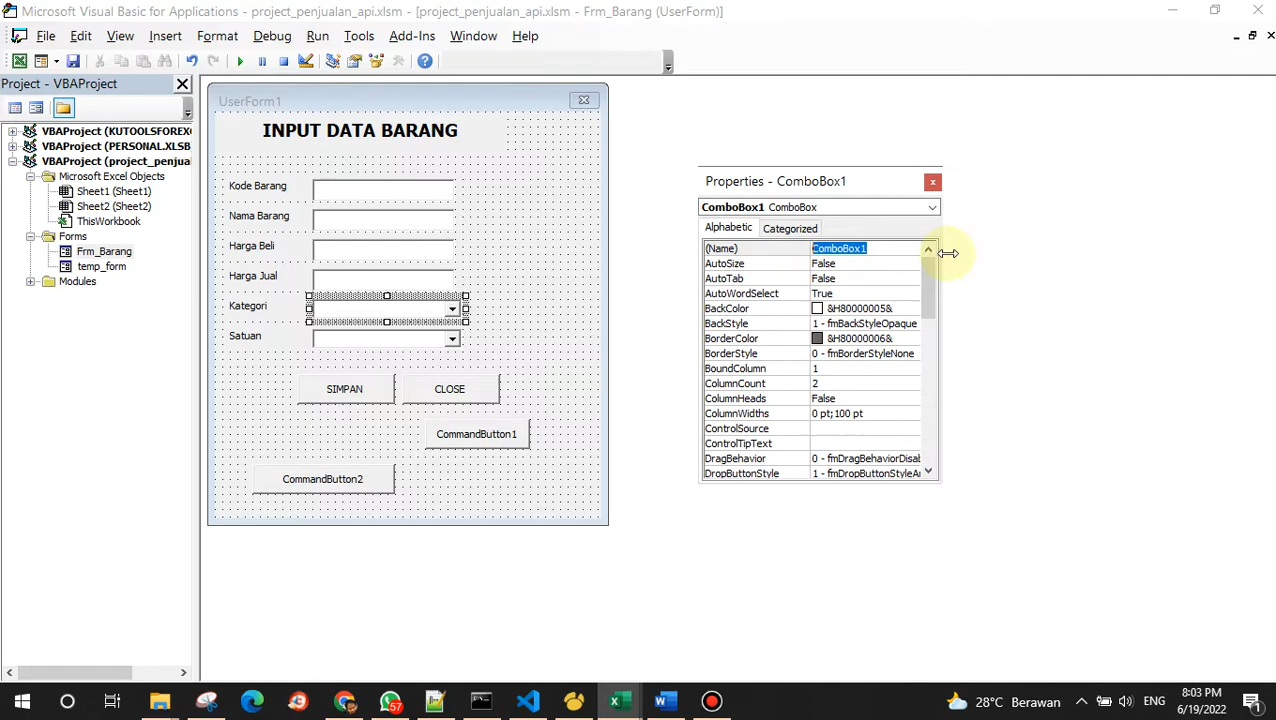 Microsoft Visual Basic for Applications - project_penjualan_api.xlsm - [project_penjualan_api.xlsm - Frm_Barang (UserForm)]
File Edit View Insert Format Debug Run Tools Add-Ins Window Help
Project - VBAProject
VBAProject (KUTOOLSFOREX
VBAProject (PERSONAL.XLSB
VBAProject (project_penjual
Microsoft Excel Objects
Sheet1 (Sheet1)
Sheet2 (Sheet2)
ThisWorkbook
Forms
Frm_Barang
temp_form
Modules
UserForm1
INPUT DATA BARANG
Kode Barang
Nama Barang
Harga Beli
Harga Jual
Kategori
Satuan
SIMPAN CLOSE
CommandButton1
CommandButton2
Properties - ComboBox1
ComboBox1 ComboBox
Alphabetic Categorized
(Name) ComboBox1
AutoSize False
AutoTab False
AutoWordSelect True
BackColor &H80000005&
BackStyle 1 - fmBackStyleOpaque
BorderColor &H80000006&
BorderStyle 0 - fmBorderStyleNone
BoundColumn 1
ColumnCount 2
ColumnHeads False
ColumnWidths 0 pt;100 pt
ControlSource
ControlTipText
DragBehavior 0 - fmDragBehaviorDisab
DropButtonStyle 1 - fmDropButtonStyleAr
57
28°C Berawan
ENG
8:03 PM
6/19/2022
1